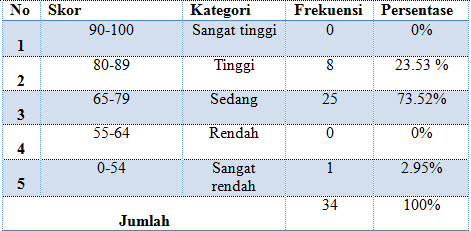 No Skor Kategori Frekuensi Persentase
1 90-100 Sangat tinggi 0 0%
2 80-89 Tinggi 8 23.53 %
3 65-79 Sedang 25 73.52%
4 55-64 Rendah 0 0%
5 0-54 Sangat rendah 1 2.95%
Jumlah 34 100%